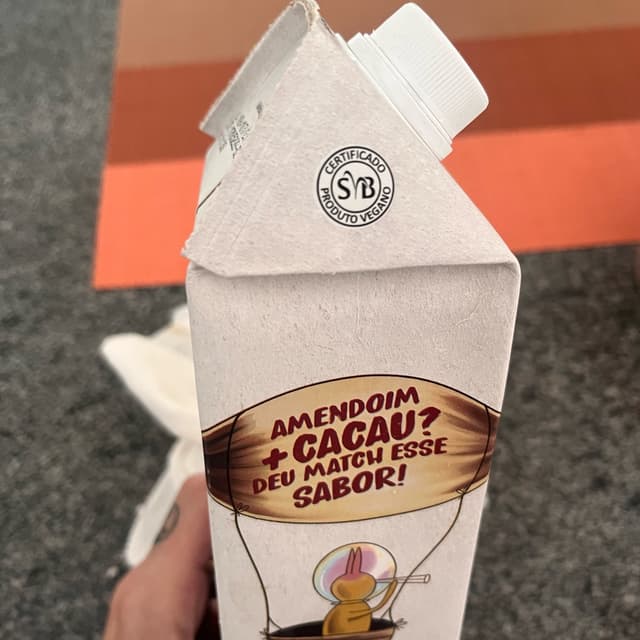 CERTIFICADO
SVB
PRODUTO VEGANO
AMENDOIM
+ CACAU?
DEU MATCH ESSE
SABOR!